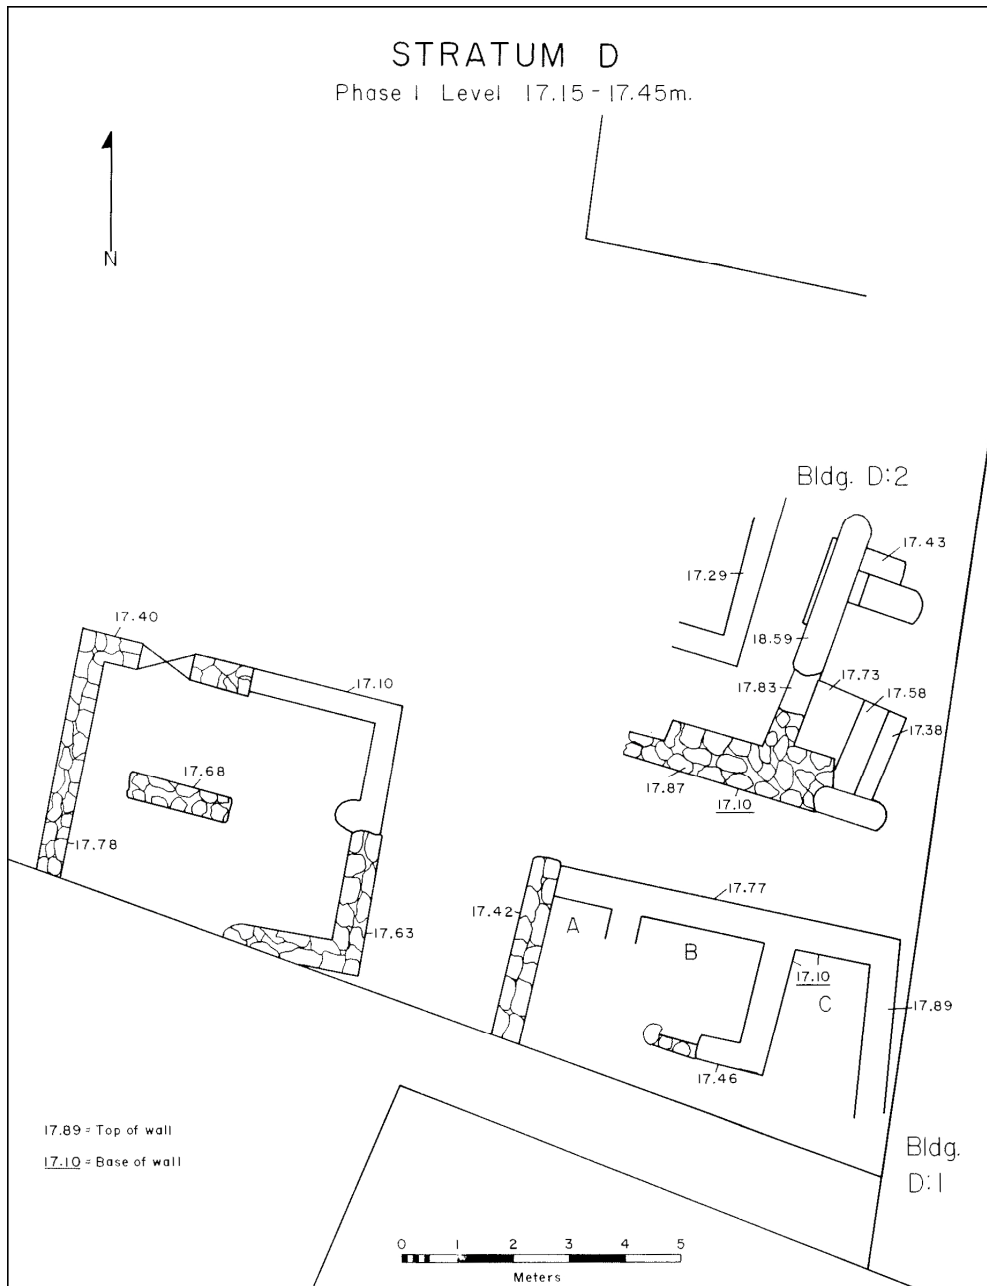 STRATUM D
Phase 1 Level 17.15-17.45m.
N
Bldg. D:2
17.43
17.29
18.59
17.40
17.73
17.10
17.83
17.58
17.38
17.68
17.87
17.10
17.78
17.77
17.42
A
17.63
B
17.10
C
17.89
17.46
17.89 = Top of wall
17.10 = Base of wall
Bldg.
D:1
0 1 2 3 4 5
Meters